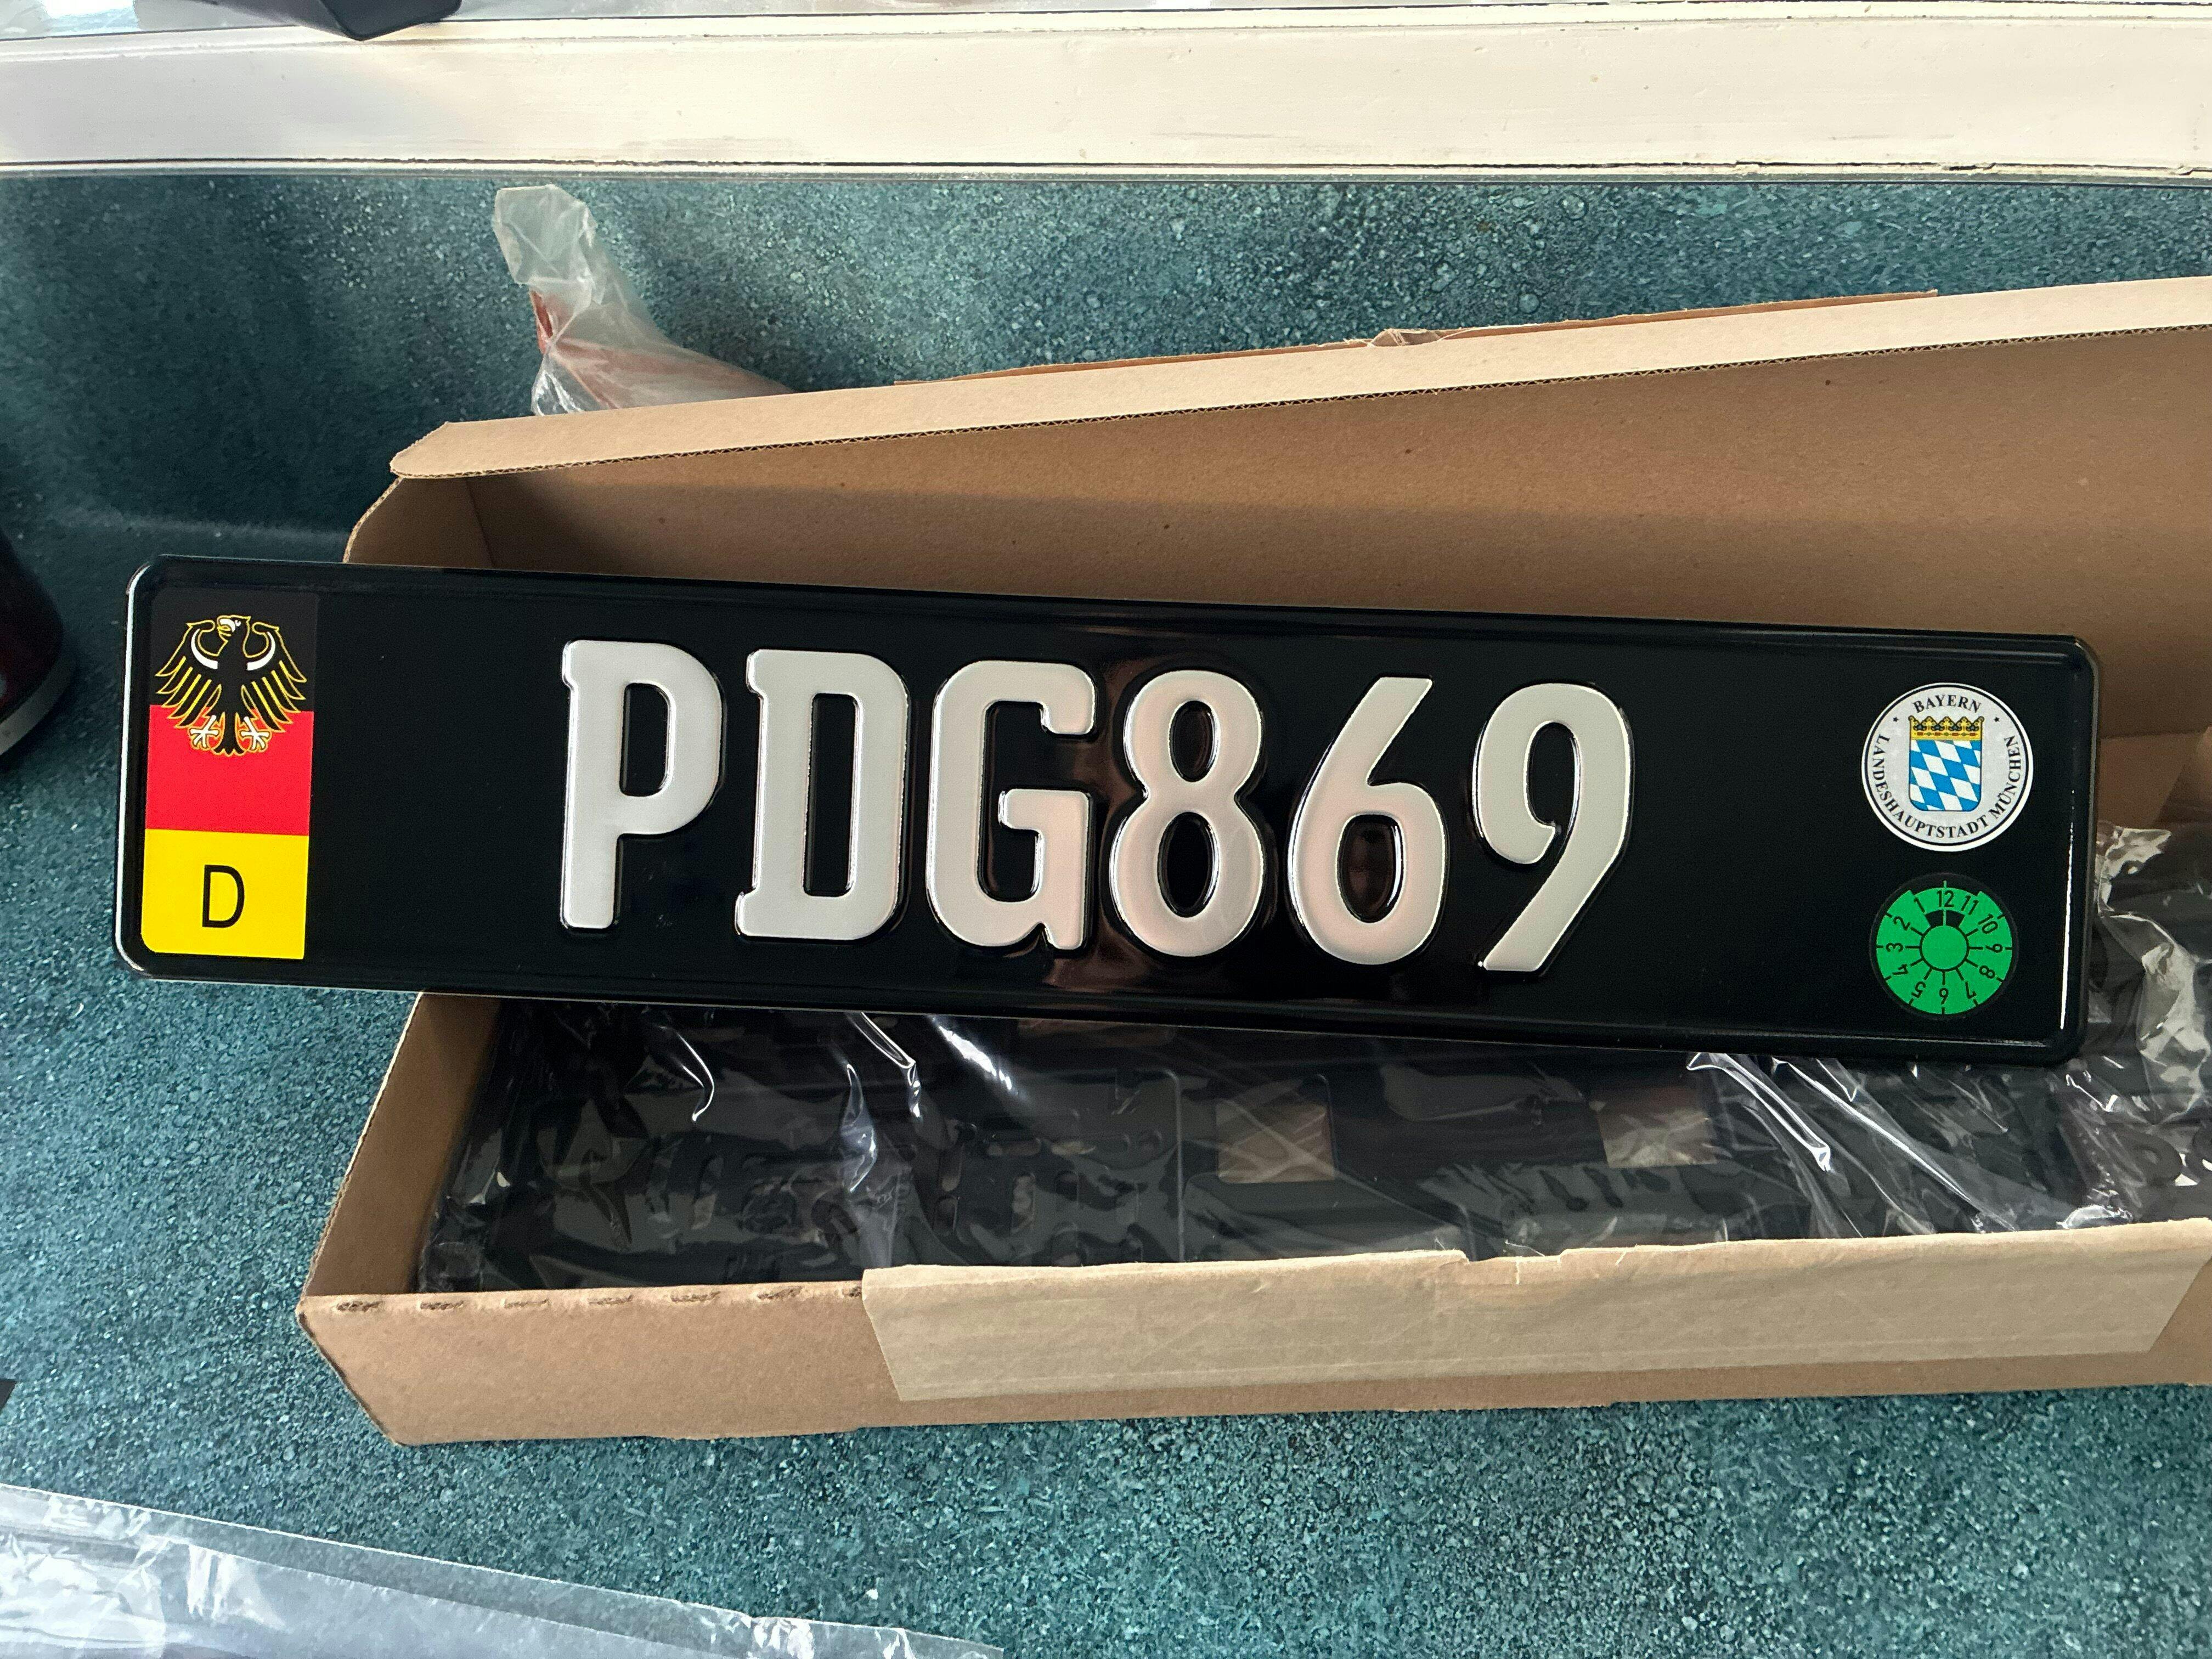 D
PDG869
BAYERN
LANDESHAUPTSTADT MÜNCHEN
1 12 11 10 9 8 7 6 5 4 3 2